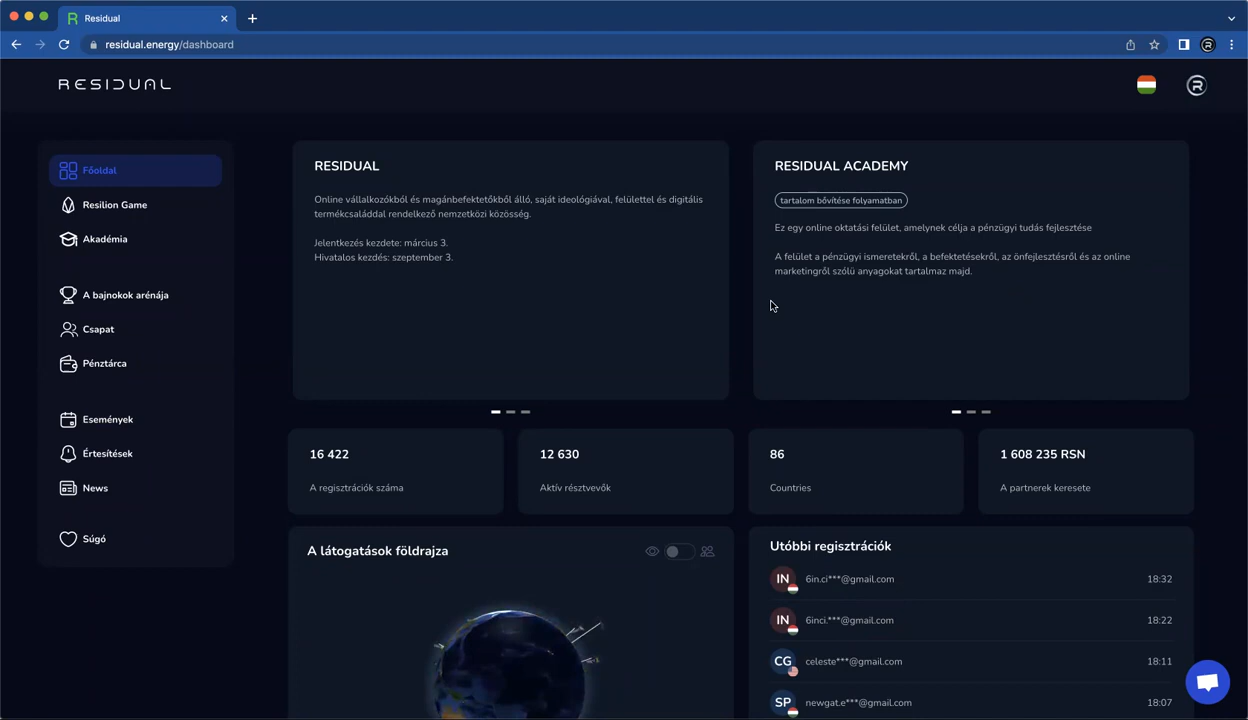 Residual
residual.energy/dashboard
RESIDUAL
Főoldal
Resilion Game
Akadémia
A bajnokok arénája
Csapat
Pénztárca
Események
Értesítések
News
Súgó
RESIDUAL
Online vállalkozókból és magánbefektetőkből álló, saját ideológiával, felülettel és digitális
termékcsaláddal rendelkező nemzetközi közösség.
Jelentkezés kezdete: március 3.
Hivatalos kezdés: szeptember 3.
RESIDUAL ACADEMY
tartalom bővítése folyamatban
Ez egy online oktatási felület, amelynek célja a pénzügyi tudás fejlesztése
A felület a pénzügyi ismeretekről, a befektetésekről, az önfejlesztésről és az online
marketingről szólü anyagokat tartalmaz majd.
16 422
A regisztrációk száma
12 630
Aktív résztvevők
86
Countries
1 608 235 RSN
A partnerek keresete
A látogatások földrajza
Utóbbi regisztrációk
IN 6in.ci***@gmail.com 18:32
IN 6inci.***@gmail.com 18:22
CG celeste***@gmail.com 18:11
SP newgat.e***@gmail.com 18:07